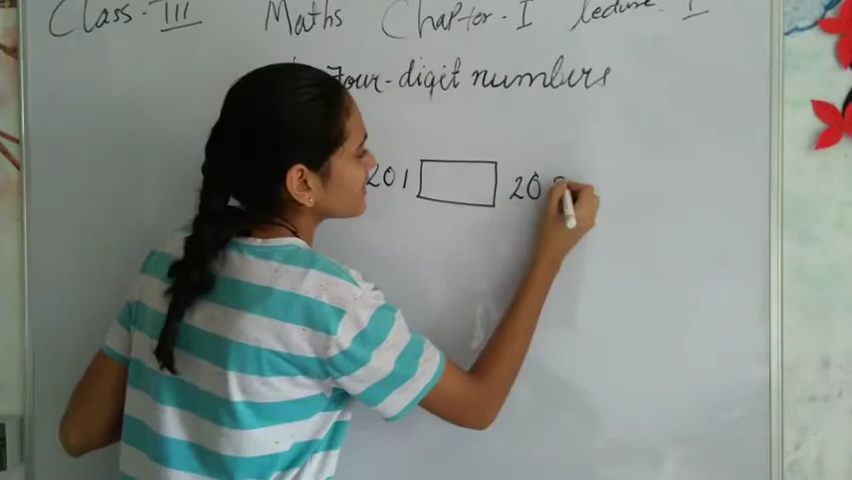 Class - III Maths Chapter - I lecture - I
Four-digit numbers
201 20